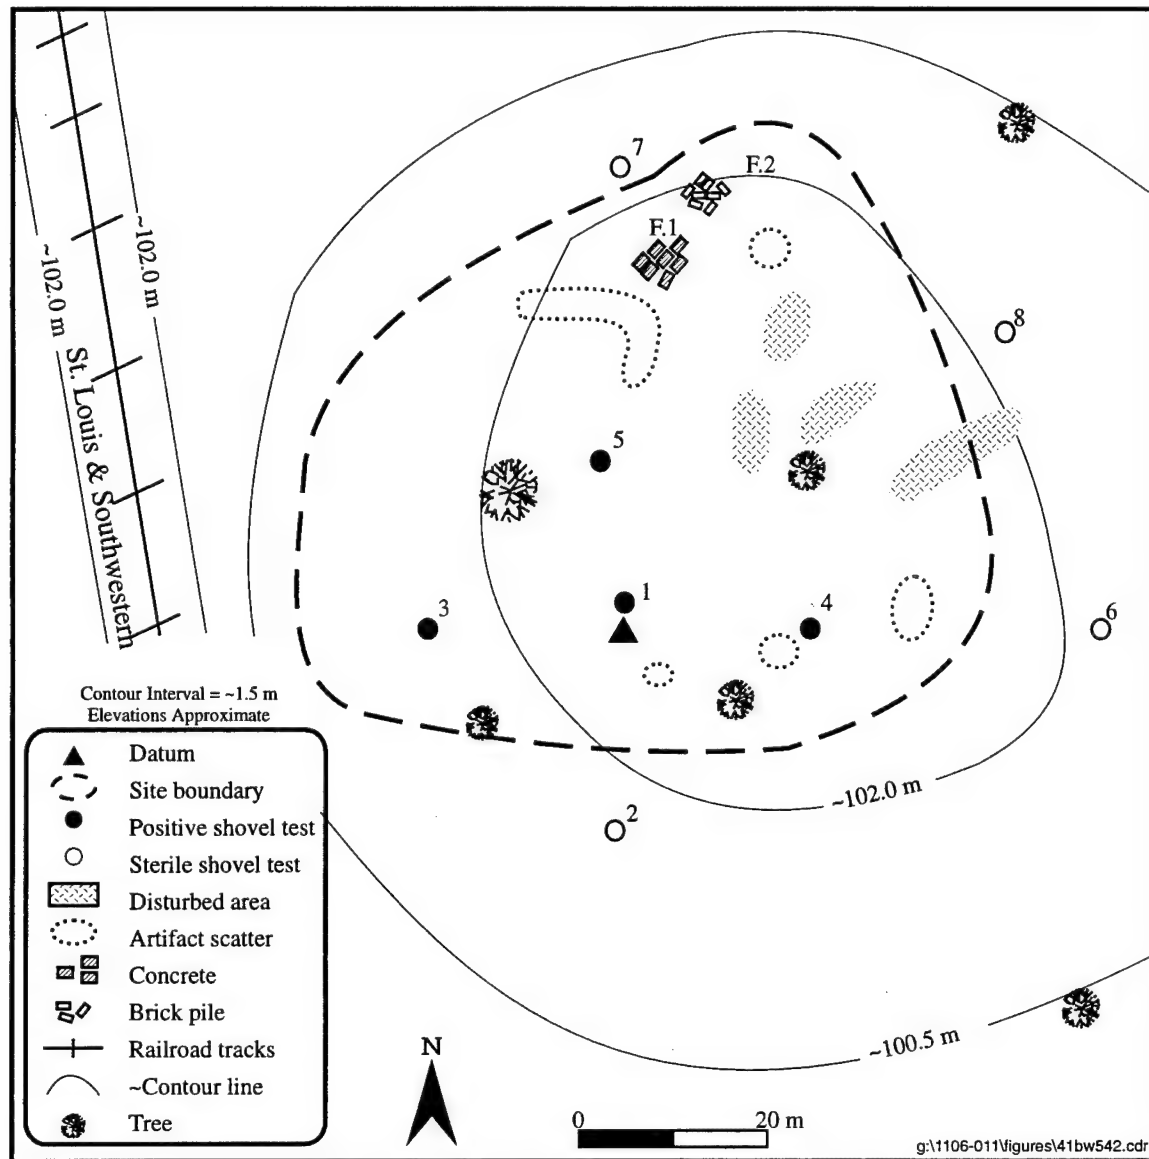 7
F.2
F.1
8
~102.0 m
~102.0 m
St. Louis & Southwestern
5
1
3
4
6
Contour Interval = ~1.5 m
Elevations Approximate
Datum
Site boundary
Positive shovel test
Sterile shovel test
Disturbed area
Artifact scatter
Concrete
Brick pile
Railroad tracks
~Contour line
Tree
~102.0 m
2
~100.5 m
N
0
20 m
g:\1106-011\figures\41bw542.cdr